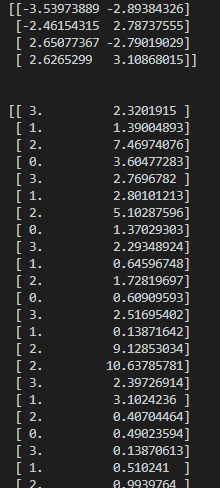 [[-3.53973889 -2.89384326]
[-2.46154315 2.78737555]
[ 2.65077367 -2.79019029]
[ 2.6265299 3.10868015]]
[[ 3. 2.3201915 ]
[ 1. 1.39004893]
[ 2. 7.46974076]
[ 0. 3.60477283]
[ 3. 2.7696782 ]
[ 1. 2.80101213]
[ 2. 5.10287596]
[ 0. 1.37029303]
[ 3. 2.29348924]
[ 1. 0.64596748]
[ 2. 1.72819697]
[ 0. 0.60909593]
[ 3. 2.51695402]
[ 1. 0.13871642]
[ 2. 9.12853034]
[ 2. 10.63785781]
[ 3. 2.39726914]
[ 1. 3.1024236 ]
[ 2. 0.40704464]
[ 0. 0.49023594]
[ 3. 0.13870613]
[ 1. 0.510241 ]
[ 2. 0.9939764 ]